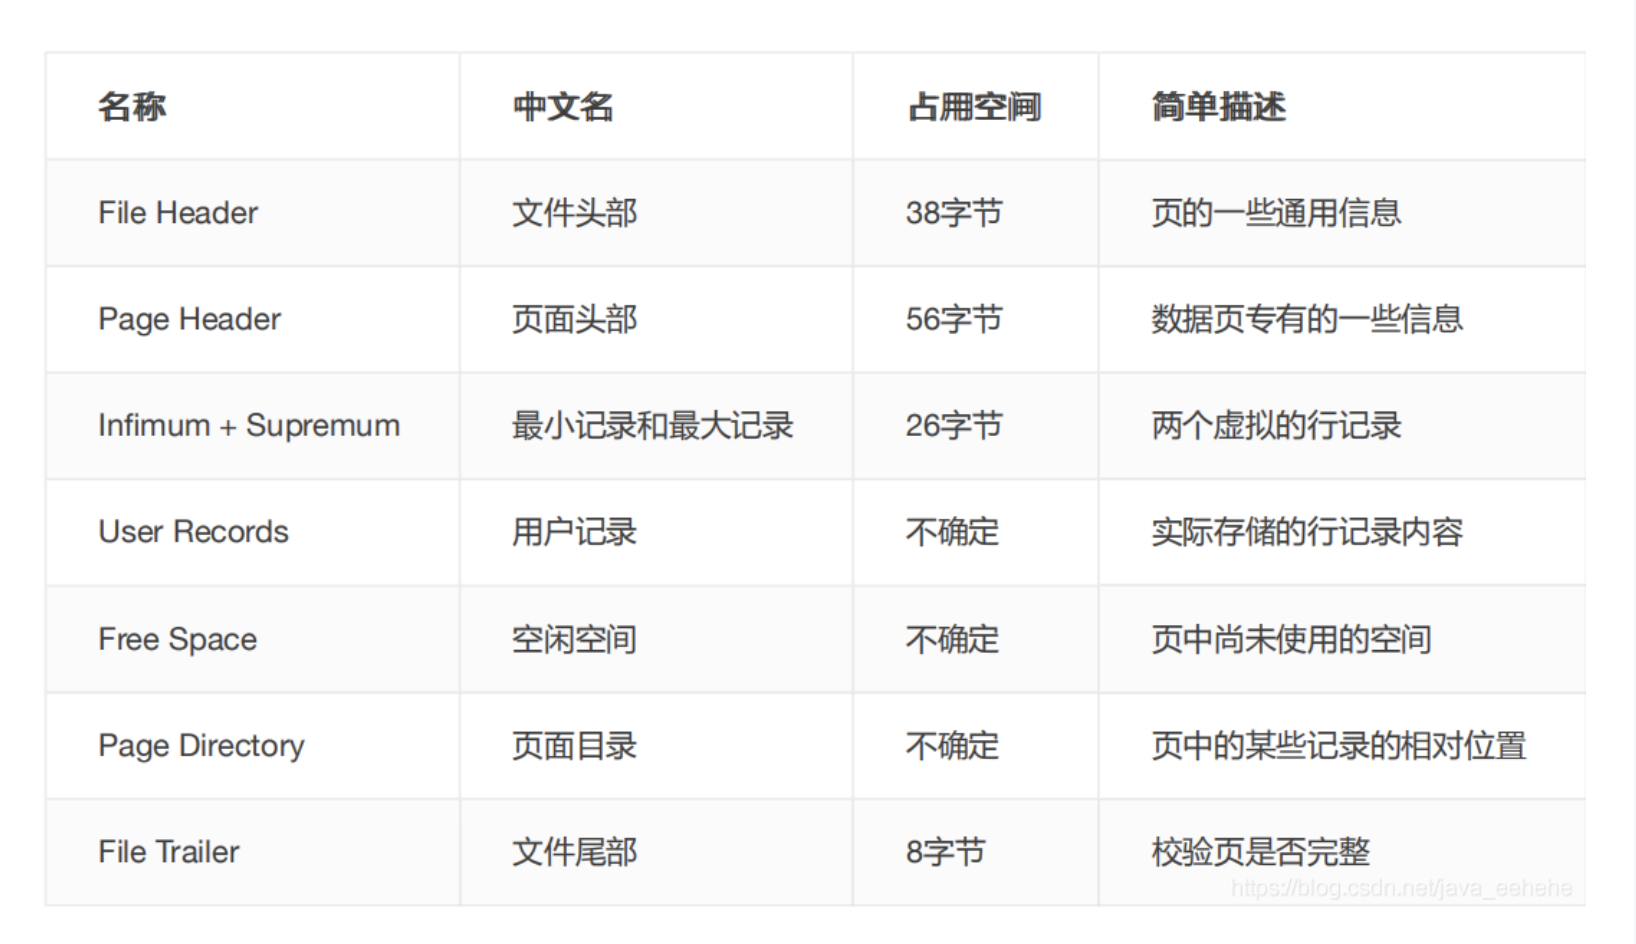 名称 中文名 占用空间 简单描述
File Header 文件头部 38字节 页的一些通用信息
Page Header 页面头部 56字节 数据页专有的一些信息
Infimum + Supremum 最小记录和最大记录 26字节 两个虚拟的行记录
User Records 用户记录 不确定 实际存储的行记录内容
Free Space 空闲空间 不确定 页中尚未使用的空间
Page Directory 页面目录 不确定 页中的某些记录的相对位置
File Trailer 文件尾部 8字节 校验页是否完整
https://blog.csdn.net/java_eehehe